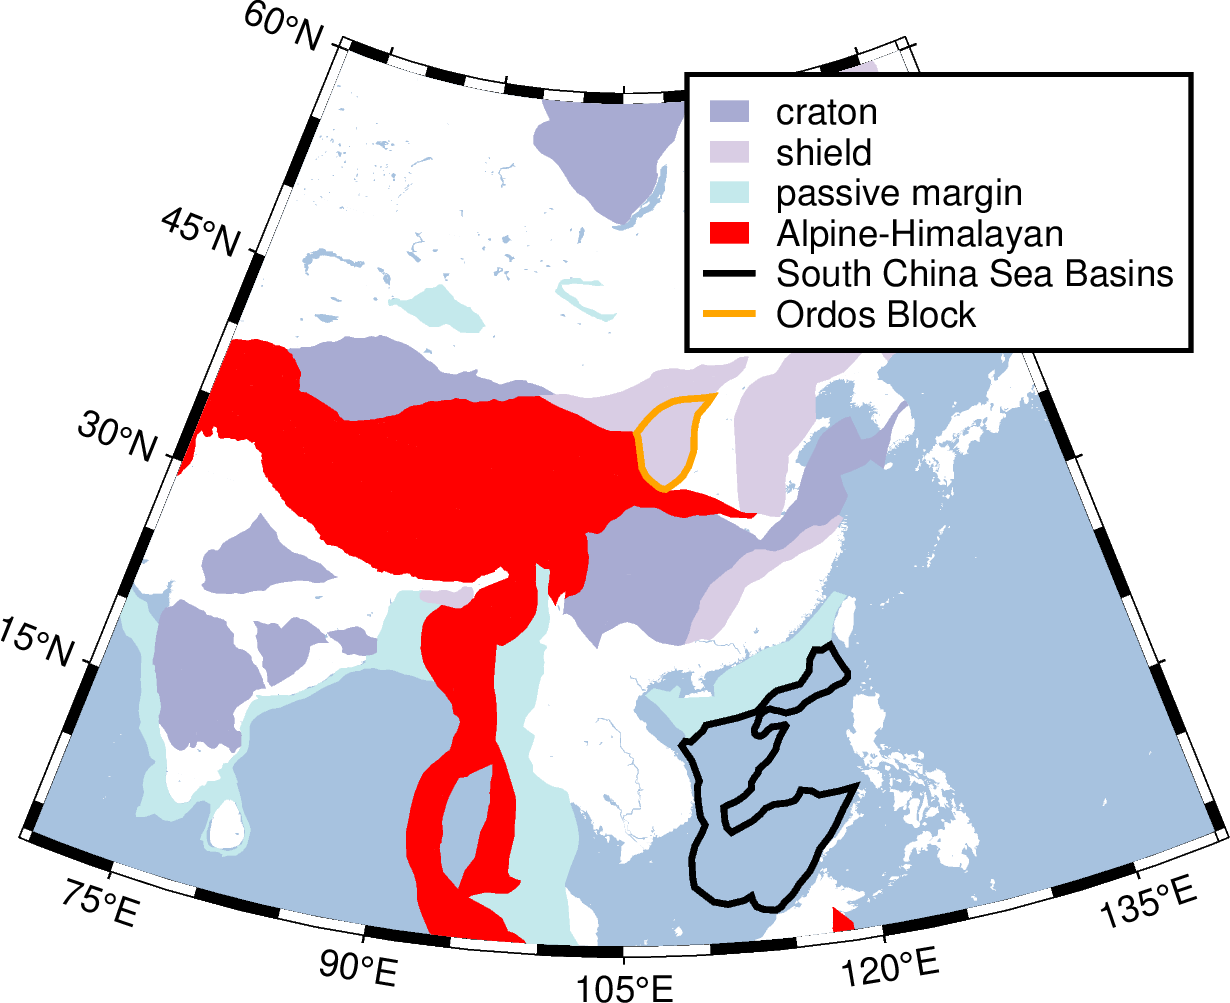 60°N
45°N
30°N
15°N
75°E
90°E
105°E
120°E
135°E
craton
shield
passive margin
Alpine-Himalayan
South China Sea Basins
Ordos Block